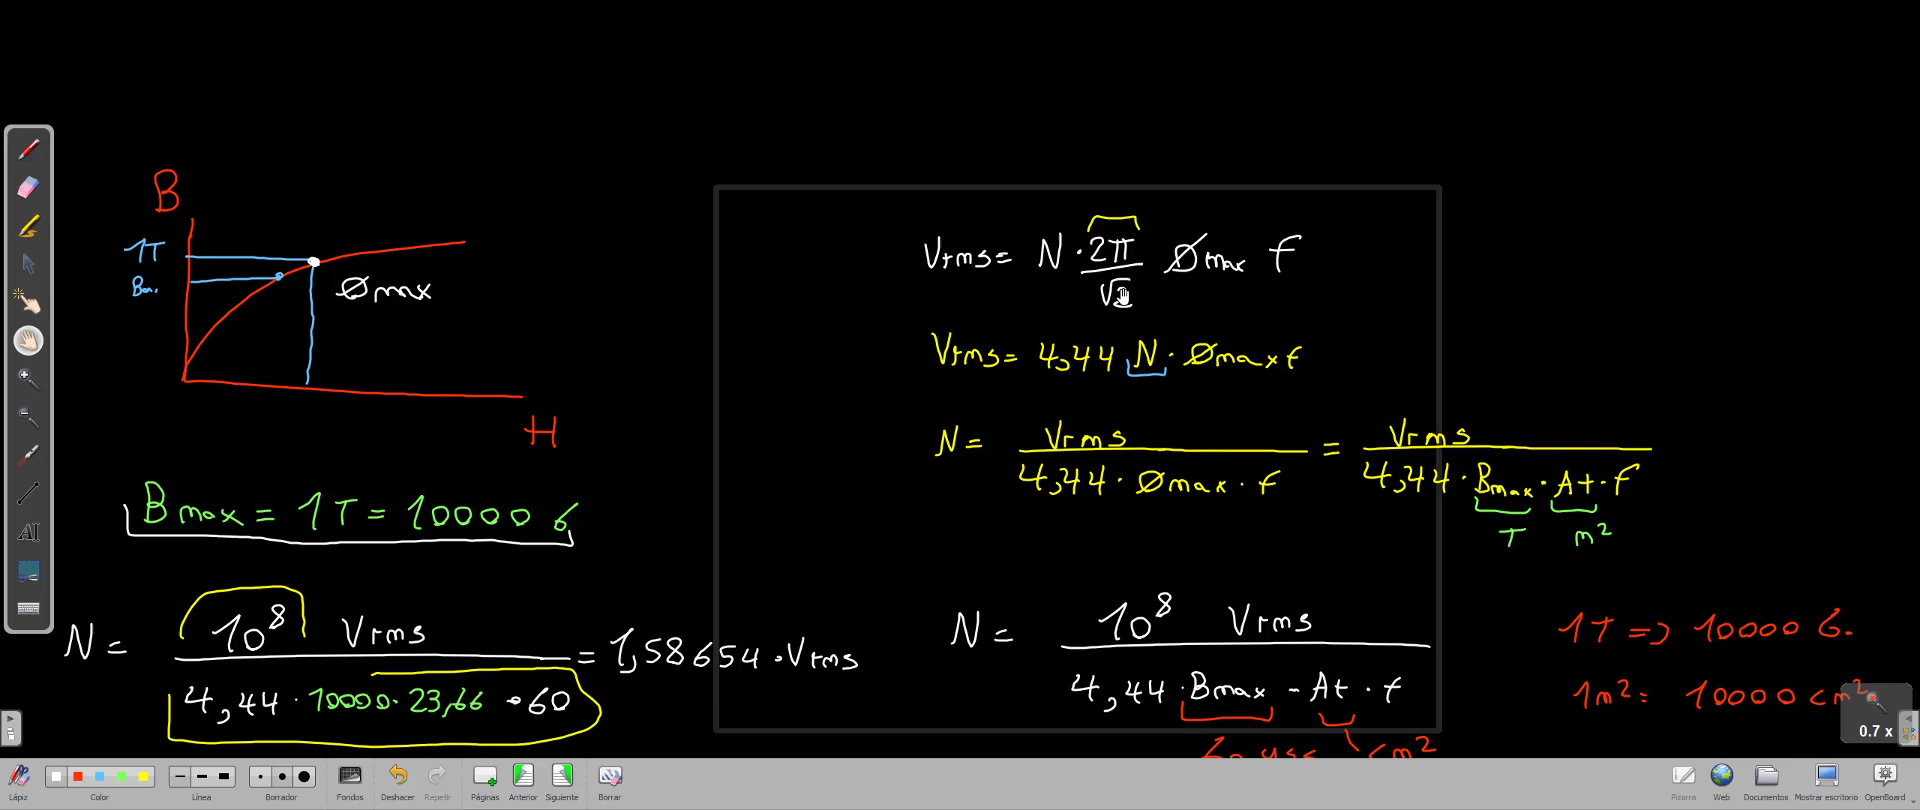 B
1T
Bm.
Ømax
H
Bmax = 1T = 10000 G
N = 10⁸ Vrms / 4,44 · 10000 · 23,66 · 60 = 1,58654 · Vrms
Vrms = N · 2π / √2 Ømax f
Vrms = 4,44 N · Ømax f
N = Vrms / 4,44 · Ømax · f = Vrms / 4,44 · Bmax · At · f
T m²
N = 10⁸ Vrms / 4,44 · Bmax - At · f
Gauss cm²
1T => 10000 G.
1m² = 10000 cm²
0.7 x
Lápiz
Color
Línea
Borrador
Fondos
Deshacer
Repetir
Páginas
Anterior
Siguiente
Borrar
Pizarra
Web
Documentos
Mostrar escritorio
OpenBoard